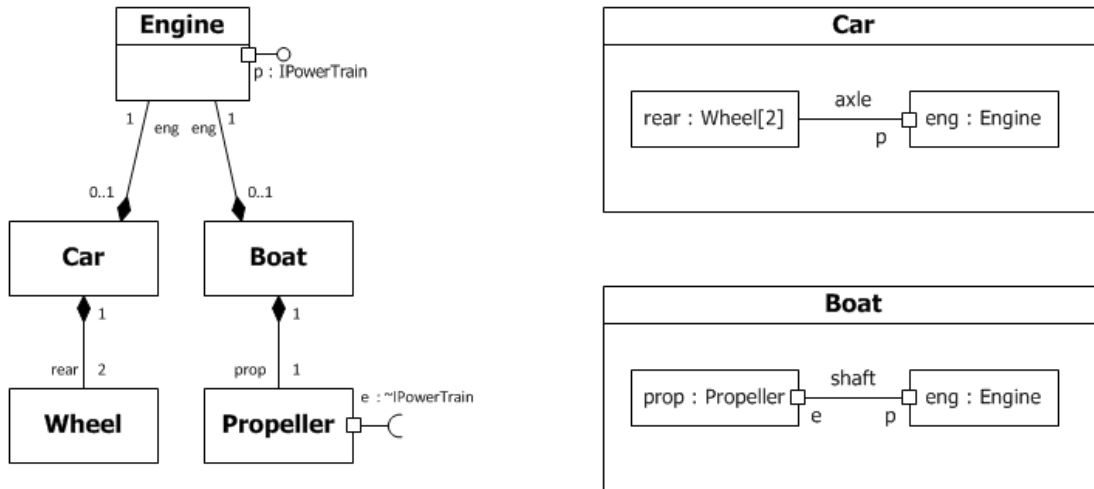 Engine
p : IPowerTrain
1
eng
eng
1
0..1
0..1
Car
Boat
1
1
rear
2
prop
1
e : ~IPowerTrain
Wheel
Propeller
Car
axle
rear : Wheel[2]
eng : Engine
p
Boat
shaft
prop : Propeller
eng : Engine
e
p